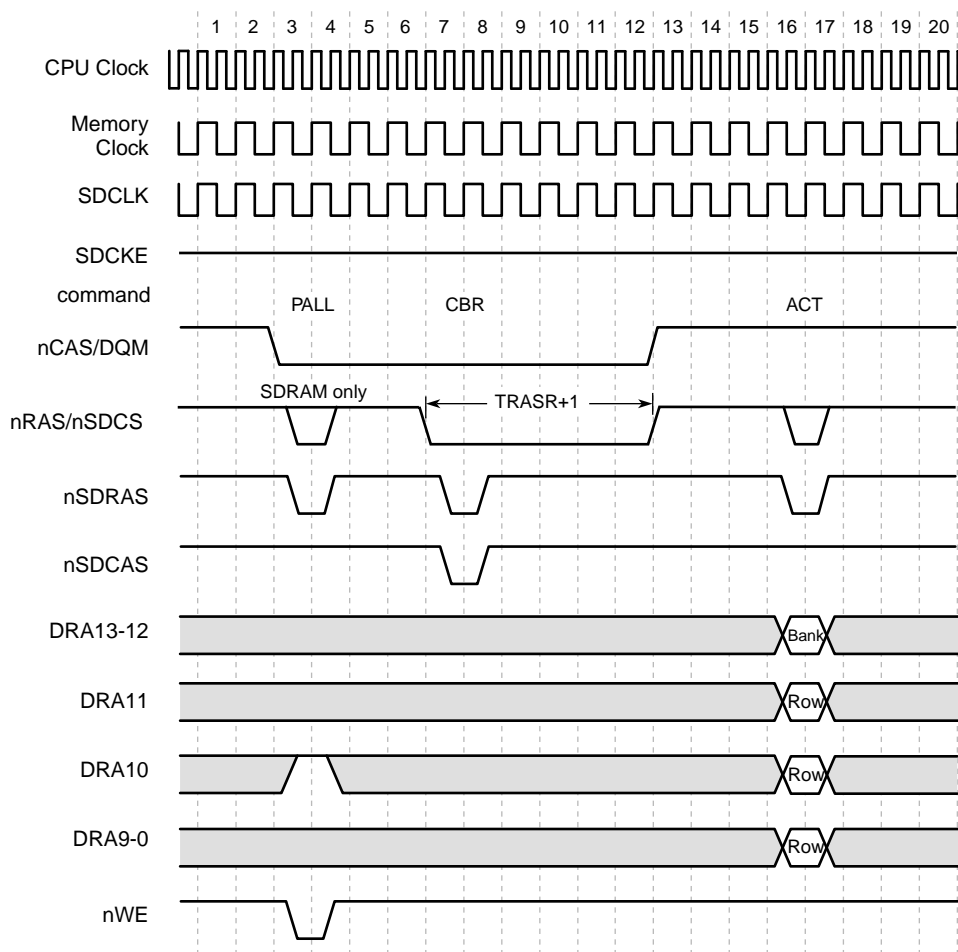 1 2 3 4 5 6 7 8 9 10 11 12 13 14 15 16 17 18 19 20
CPU Clock
Memory
Clock
SDCLK
SDCKE
command
PALL CBR ACT
nCAS/DQM
SDRAM only
TRASR+1
nRAS/nSDCS
nSDRAS
nSDCAS
DRA13-12
Bank
DRA11
Row
DRA10
Row
DRA9-0
Row
nWE